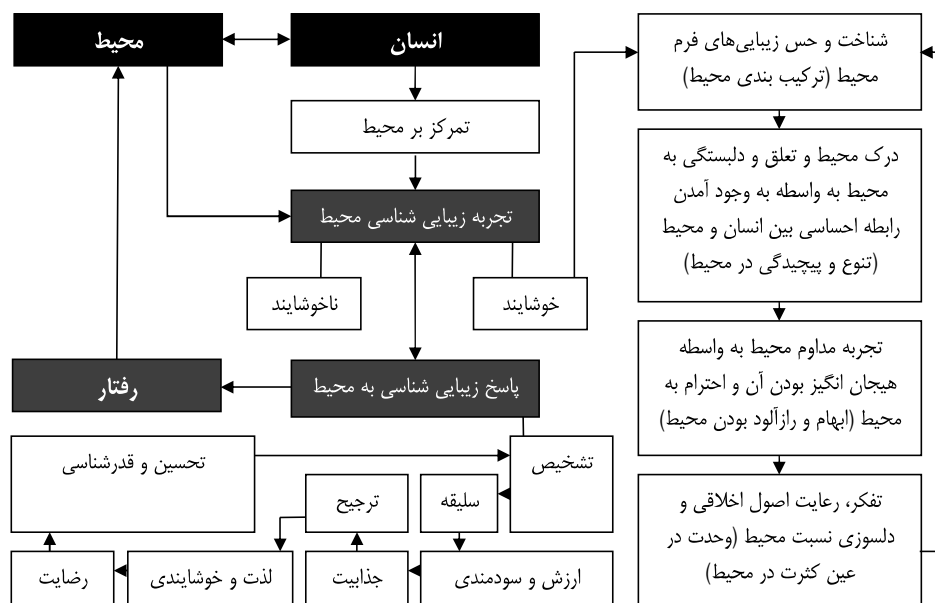 انسان
محیط
تمرکز بر محیط
تجربه زیبایی شناسی محیط
خوشایند
ناخوشایند
پاسخ زیبایی شناسی به محیط
رفتار
تشخیص
تحسین و قدرشناسی
سلیقه
ترجیح
ارزش و سودمندی
جذابیت
لذت و خوشایندی
رضایت
شناخت و حس زیبایی‌های فرم
محیط (ترکیب بندی محیط)
درک محیط و تعلق و دلبستگی به
محیط به واسطه به وجود آمدن
رابطه احساسی بین انسان و محیط
(تنوع و پیچیدگی در محیط)
تجربه مداوم محیط به واسطه
هیجان انگیز بودن آن و احترام به
محیط (ابهام و رازآلود بودن محیط)
تفکر، رعایت اصول اخلاقی و
دلسوزی نسبت محیط (وحدت در
عین کثرت در محیط)